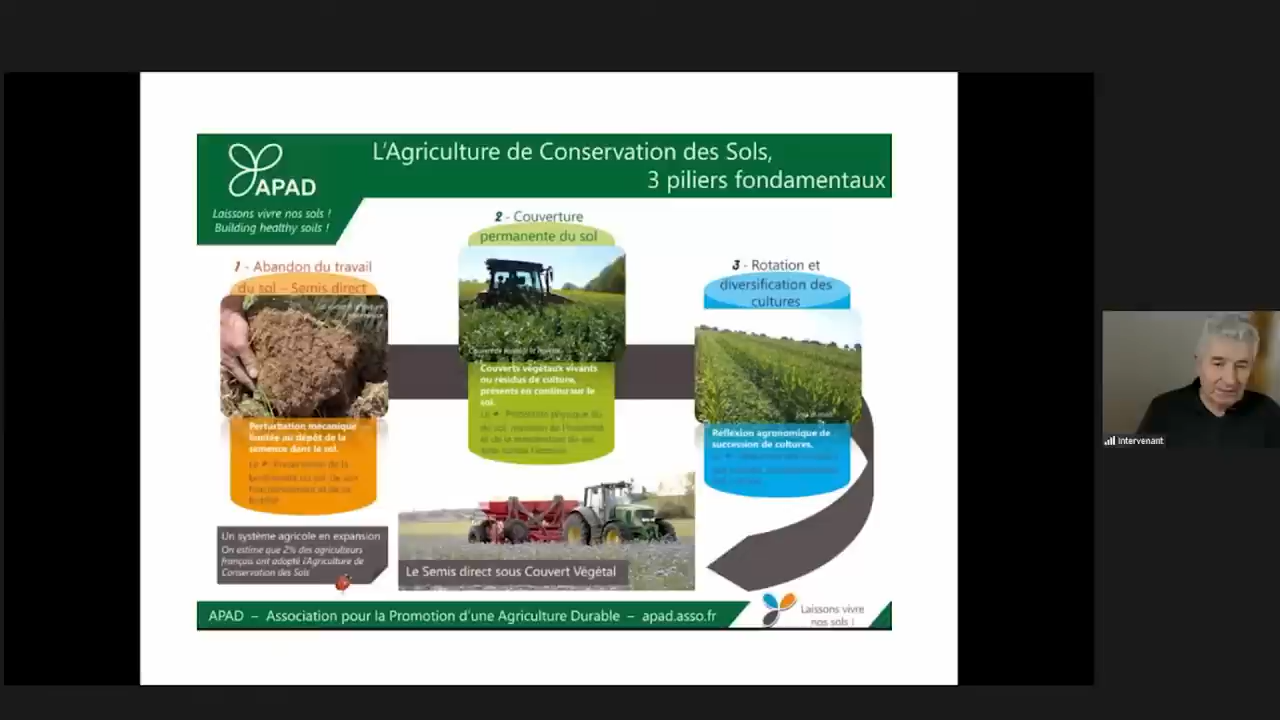 L'Agriculture de Conservation des Sols,
3 piliers fondamentaux
APAD
Laissons vivre nos sols !
Building healthy soils !
1 - Abandon du travail
du sol – Semis direct
Perturbation mécanique
limitée au dépôt de la
semence dans le sol.
2 - Couverture
permanente du sol
Couverts végétaux vivants
ou résidus de culture,
présents en continu sur le
sol.
3 - Rotation et
diversification des
cultures
Réflexion agronomique de
succession de cultures.
Un système agricole en expansion
On estime que 2% des agriculteurs
français ont adopté l'Agriculture de
Conservation des Sols
Le Semis direct sous Couvert Végétal
APAD – Association pour la Promotion d'une Agriculture Durable – apad.asso.fr
Laissons vivre
nos sols !
Intervenant